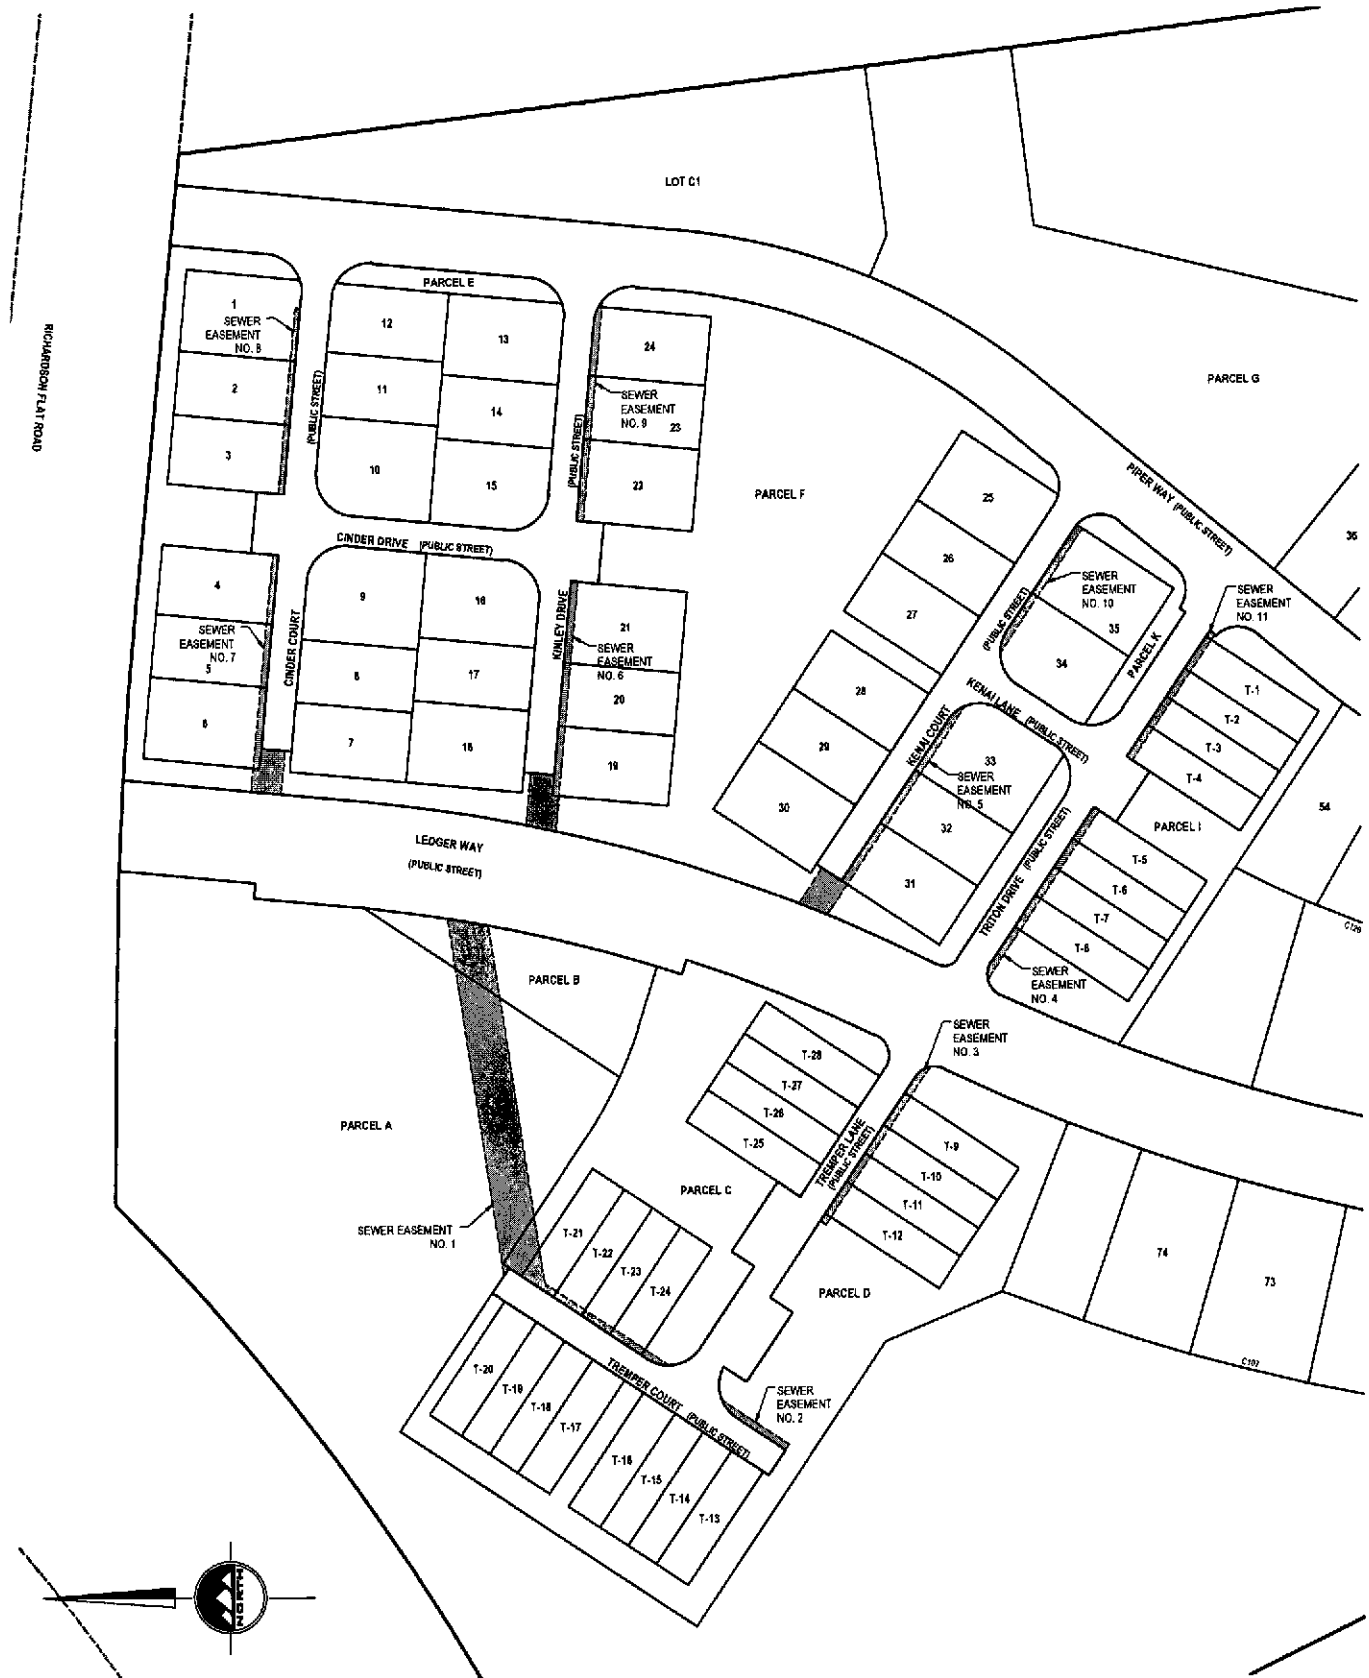 LOT C1
PARCEL E
1
SEWER
EASEMENT
NO. 8
2
3
12
13
11
14
10
15
(PUBLIC STREET)
24
SEWER
EASEMENT
NO. 9
23
22
(PUBLIC STREET)
RICHARDSON FLAT ROAD
PARCEL G
PARCEL F
PIPER WAY (PUBLIC STREET)
36
25
26
27
(PUBLIC STREET)
SEWER
EASEMENT
NO. 10
35
34
PARCEL K
SEWER
EASEMENT
NO. 11
CINDER DRIVE (PUBLIC STREET)
4
SEWER
EASEMENT
NO. 7
5
6
CINDER COURT
9
16
8
17
7
18
KINLEY DRIVE
21
SEWER
EASEMENT
NO. 6
20
19
28
29
30
KENAI COURT
KENAI LANE (PUBLIC STREET)
33
SEWER
EASEMENT
NO. 5
32
31
T-1
T-2
T-3
T-4
54
PARCEL I
T-5
T-6
T-7
T-8
TRITON DRIVE (PUBLIC STREET)
SEWER
EASEMENT
NO. 4
LEDGER WAY
(PUBLIC STREET)
PARCEL B
PARCEL A
SEWER EASEMENT
NO. 1
T-28
T-27
T-26
T-25
TREMPER LANE
(PUBLIC STREET)
SEWER
EASEMENT
NO. 3
T-9
T-10
T-11
T-12
PARCEL C
PARCEL D
T-21
T-22
T-23
T-24
74
73
TREMPER COURT (PUBLIC STREET)
SEWER
EASEMENT
NO. 2
T-20
T-19
T-18
T-17
T-16
T-15
T-14
T-13
NORTH